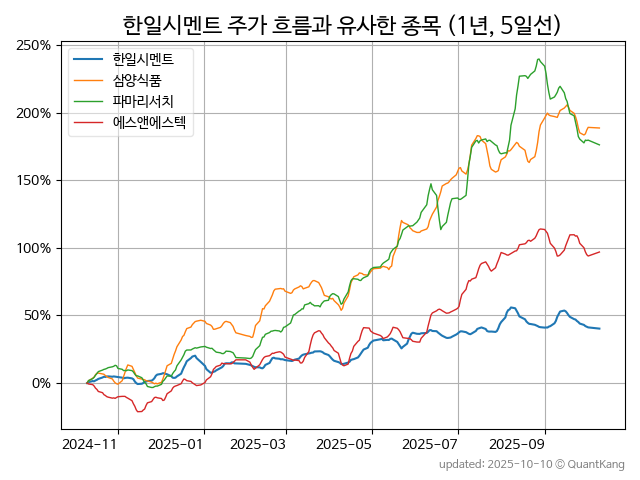 한일시멘트 주가 흐름과 유사한 종목 (1년, 5일선)
250%
200%
150%
100%
50%
0%
한일시멘트
삼양식품
파마리서치
에스앤에스텍
2024-11
2025-01
2025-03
2025-05
2025-07
2025-09
updated: 2025-10-10 © QuantKang